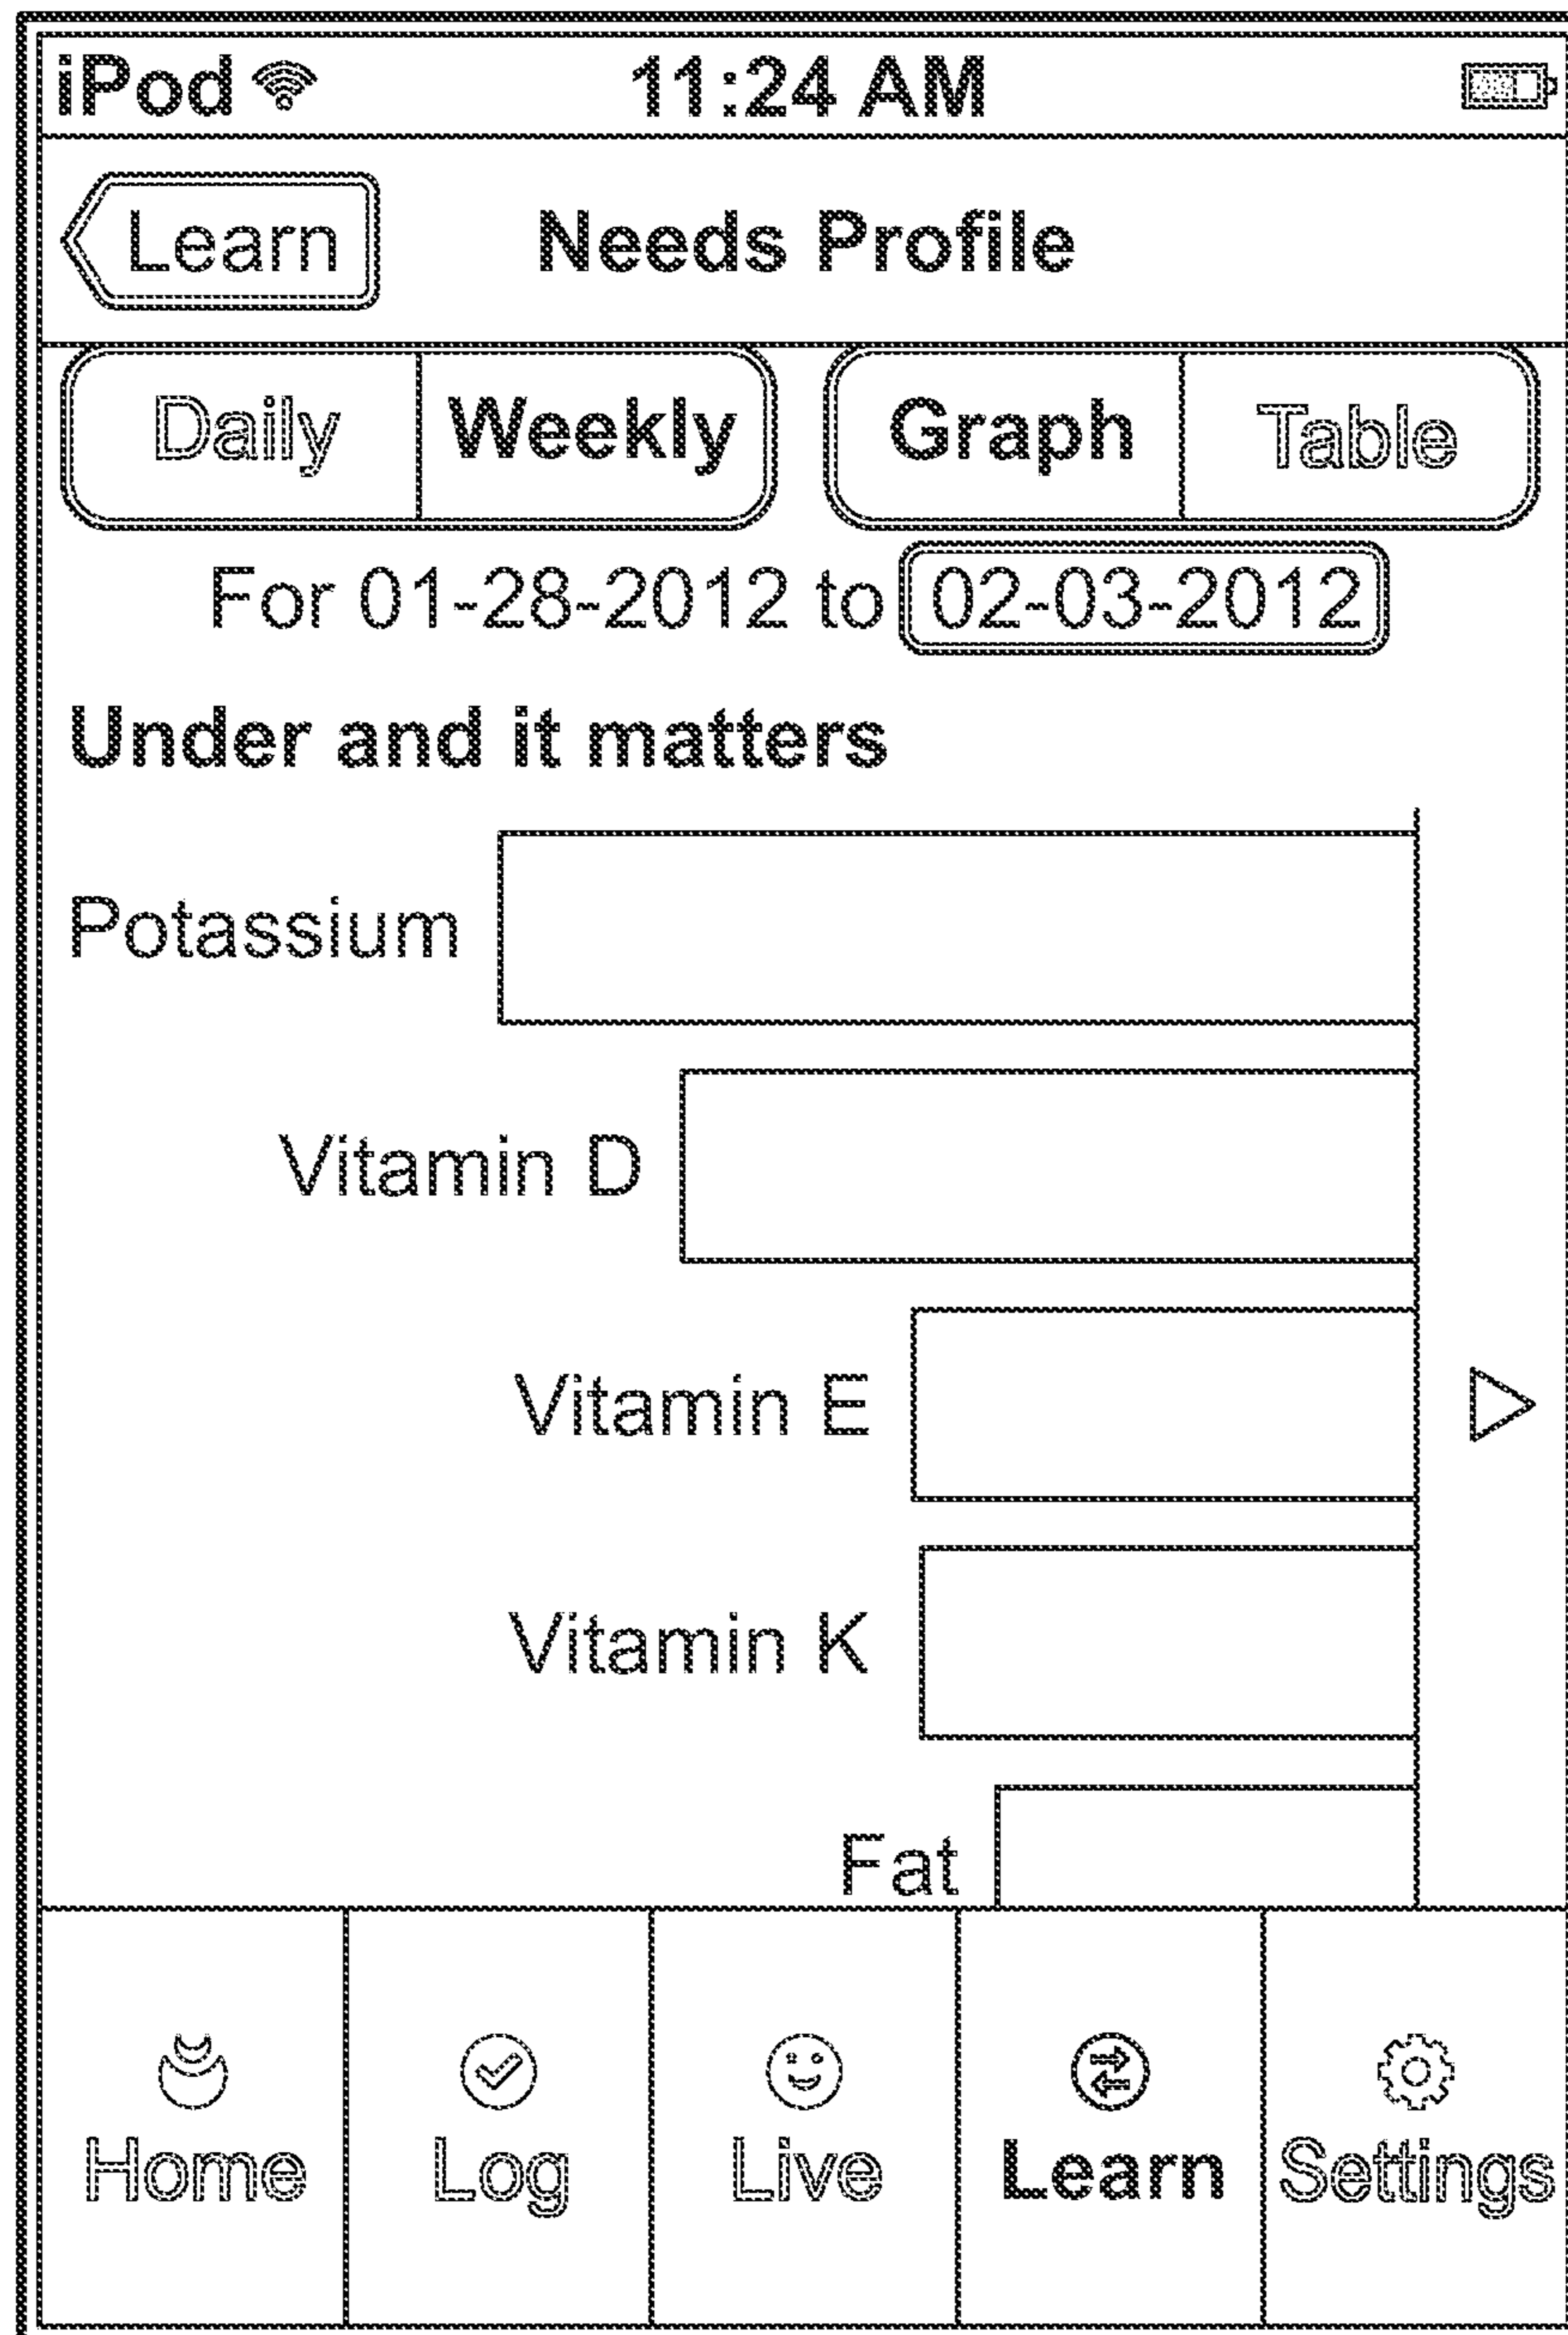 iPod 11:24 AM
Learn Needs Profile
Daily Weekly Graph Table
For 01-28-2012 to 02-03-2012
Under and it matters
Potassium
Vitamin D
Vitamin E
Vitamin K
Fat
Home Log Live Learn Settings